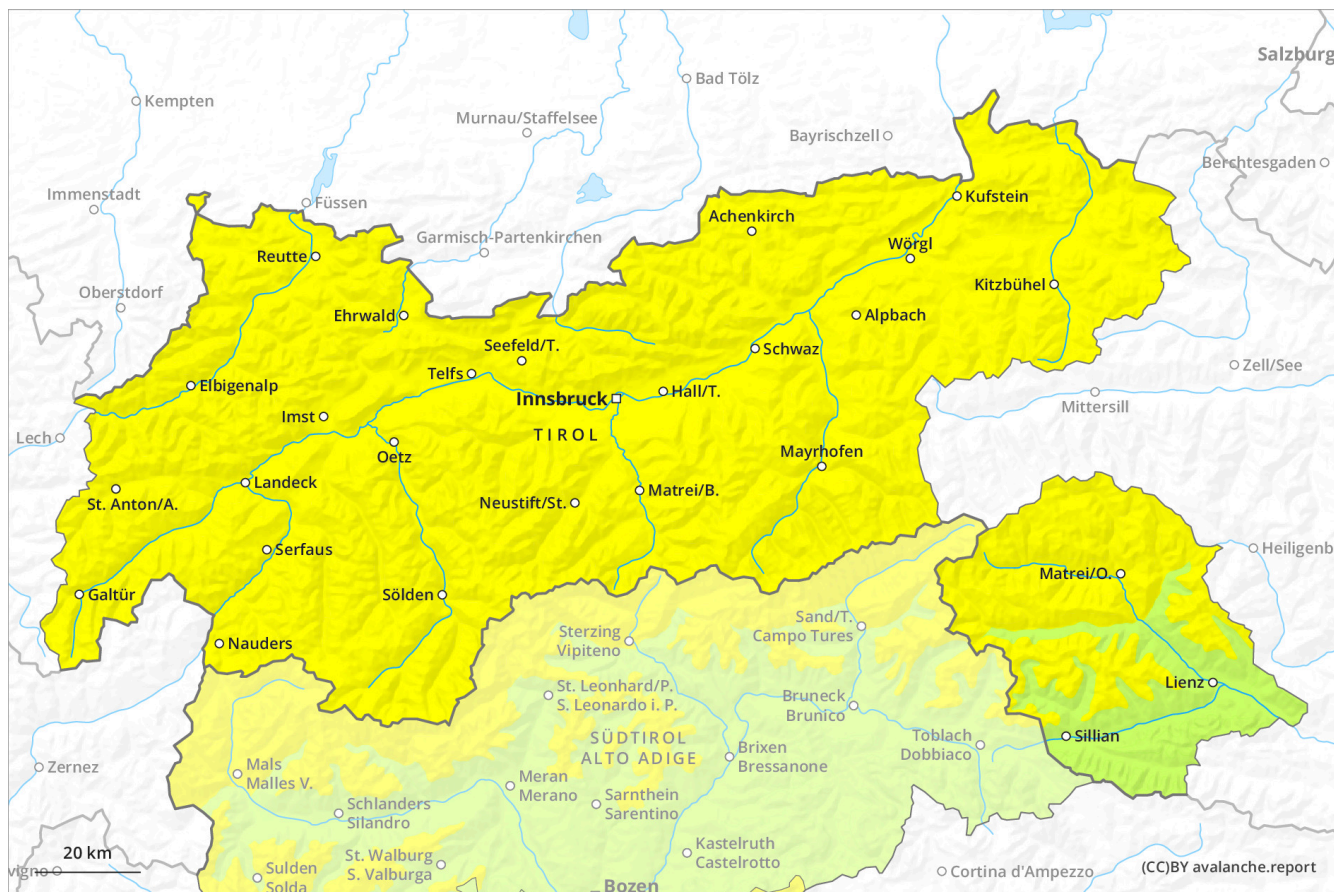 Salzburg
Bad Tölz
Kempten
Murnau/Staffelsee
Bayrischzell
Berchtesgaden
Immenstadt
Füssen
Kufstein
Achenkirch
Garmisch-Partenkirchen
Wörgl
Reutte
Oberstdorf
Kitzbühel
Ehrwald
Alpbach
Seefeld/T.
Schwaz
Zell/See
Telfs
Elbigenalp
Hall/T.
Innsbruck
Mittersill
Imst
TIROL
Lech
Oetz
Mayrhofen
Landeck
Matrei/B.
St. Anton/A.
Neustift/St.
Serfaus
Heiligenb
Matrei/O.
Galtür
Sölden
Sand/T.
Campo Tures
Sterzing
Vipiteno
Nauders
Lienz
St. Leonhard/P.
S. Leonardo i. P.
Bruneck
Brunico
Sillian
SÜDTIROL
ALTO ADIGE
Toblach
Dobbiaco
Brixen
Bressanone
Zernez
Mals
Malles V.
Meran
Merano
Sarnthein
Sarentino
Schlanders
Silandro
Kastelruth
Castelrotto
20 km
St. Walburg
S. Valburga
vigno
Sulden
Solda
Cortina d'Ampezzo
(CC)BY avalanche.report
Bozen